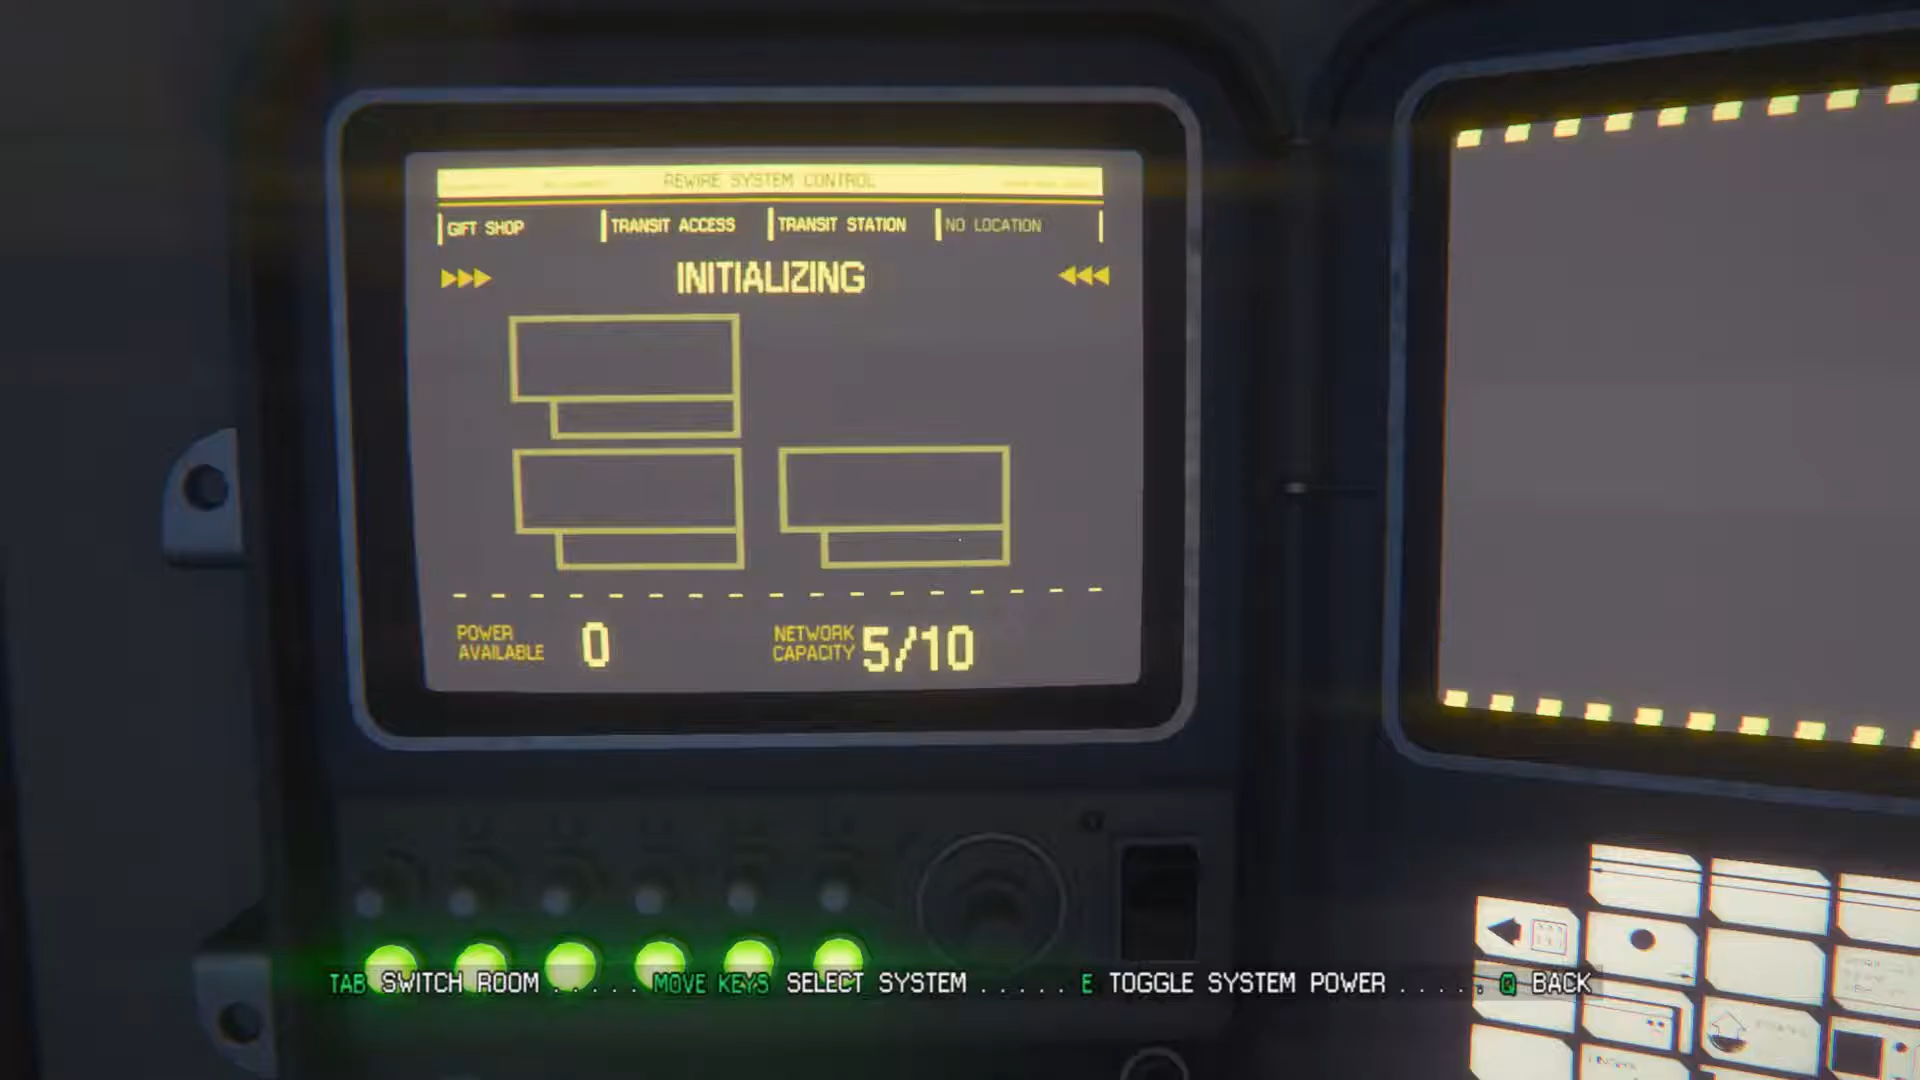 REWIRE SYSTEM CONTROL
GIFT SHOP TRANSIT ACCESS TRANSIT STATION NO LOCATION
INITIALIZING
POWER AVAILABLE 0 NETWORK CAPACITY 5/10
TAB SWITCH ROOM ..... MOVE KEYS SELECT SYSTEM ..... E TOGGLE SYSTEM POWER ..... Q BACK